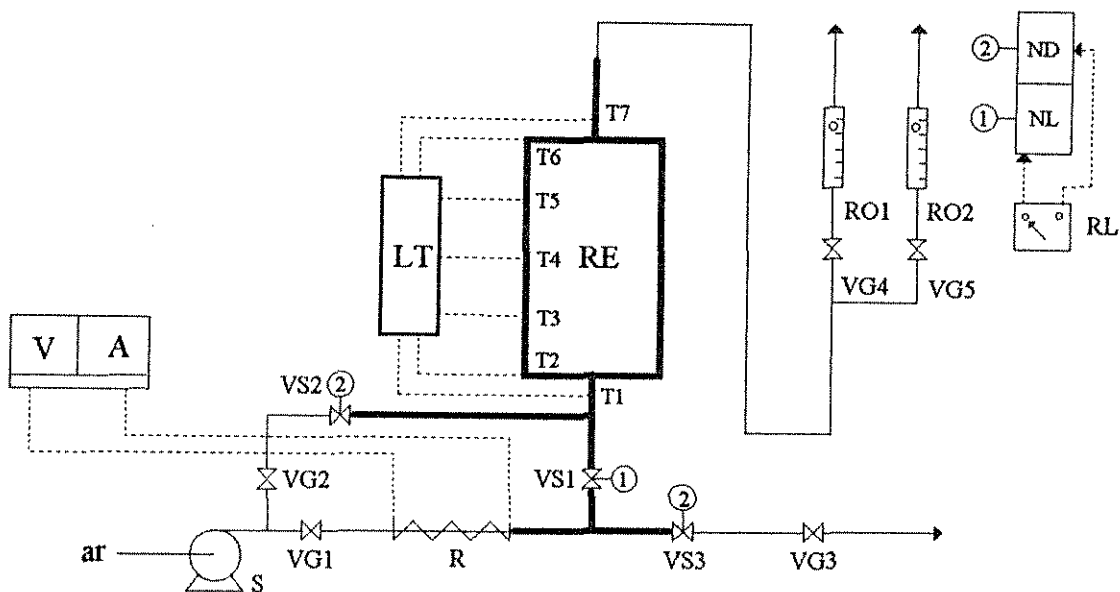 2 ND
1 NL
T7
T6
T5
LT T4 RE
T3
T2
T1
RO1 RO2 RL
VG4 VG5
V A
VS2 2
VG2 VS1 1
2
ar S VG1 R VS3 VG3